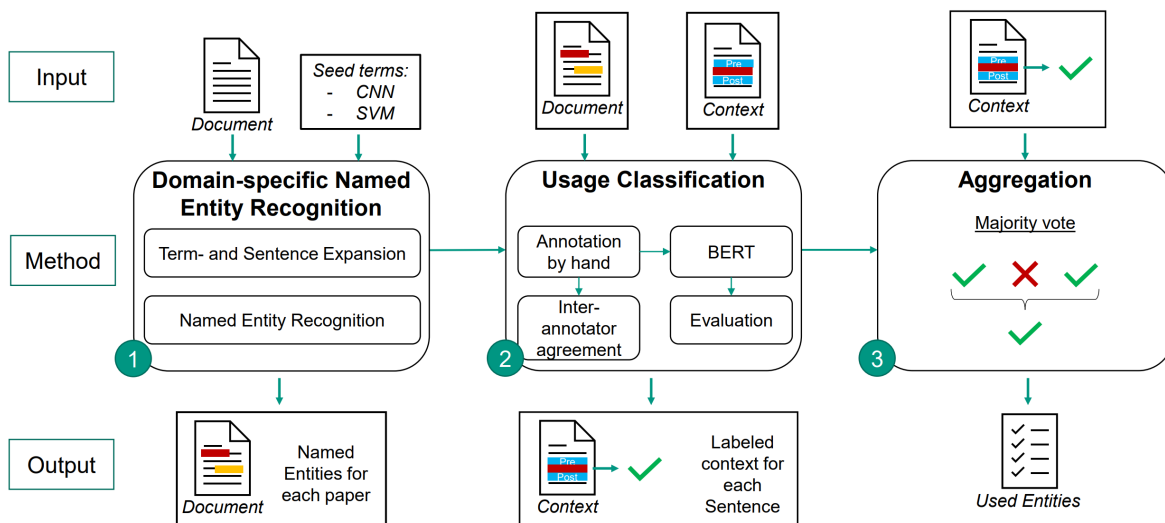 Input
Document
Seed terms:
- CNN
- SVM
Document
Pre
Post
Context
Pre
Post
Context
Method
Domain-specific Named
Entity Recognition
Term- and Sentence Expansion
Named Entity Recognition
1
Usage Classification
Annotation
by hand
BERT
Inter-
annotator
agreement
Evaluation
2
Aggregation
Majority vote
3
Output
Document
Named
Entities for
each paper
Pre
Post
Context
Labeled
context for
each
Sentence
Used Entities